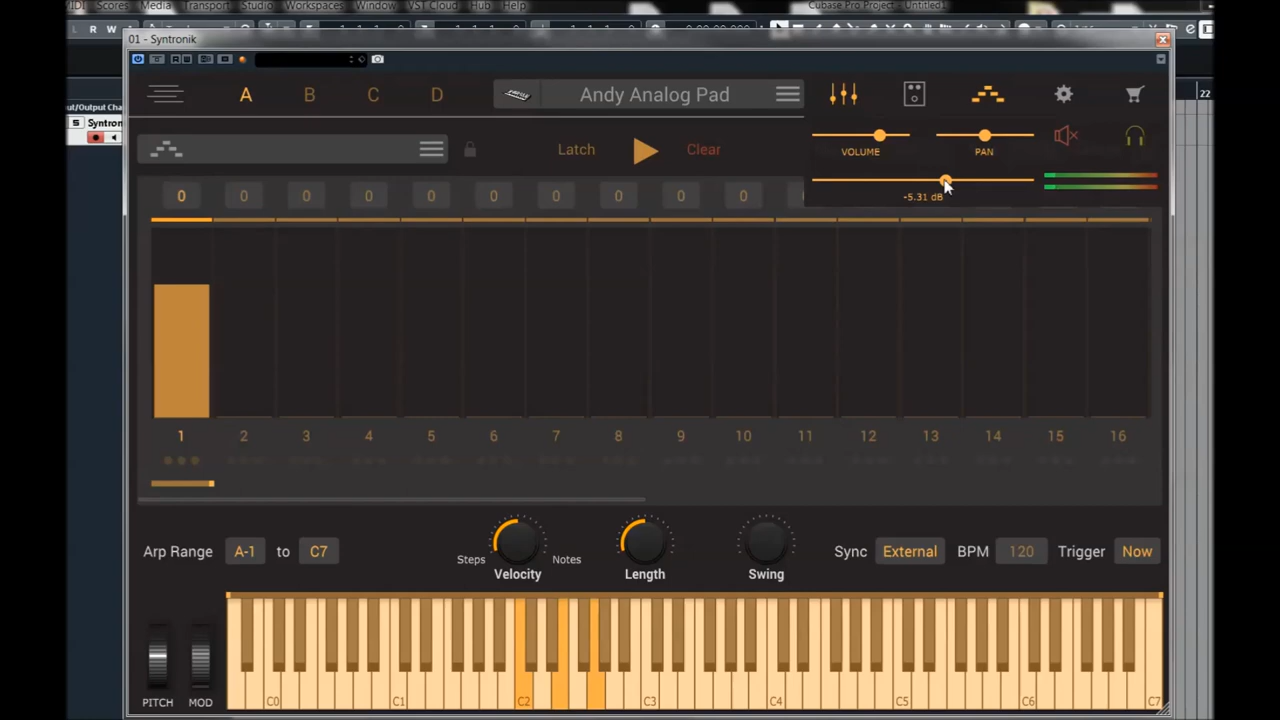 MIDI Scores Media Transport Studio Workspaces Window VST Cloud Hub Help Cubase Pro Project - Untitled1
R W
01 - Syntronik
A B C D Andy Analog Pad
22
S Syntron
Latch Clear
VOLUME PAN
-5.31 dB
0 0 0 0 0 0 0 0 0 0
1 2 3 4 5 6 7 8 9 10 11 12 13 14 15 16
Arp Range A-1 to C7 Steps Velocity Notes Length Swing Sync External BPM 120 Trigger Now
PITCH MOD C0 C1 C2 C3 C4 C5 C6 C7